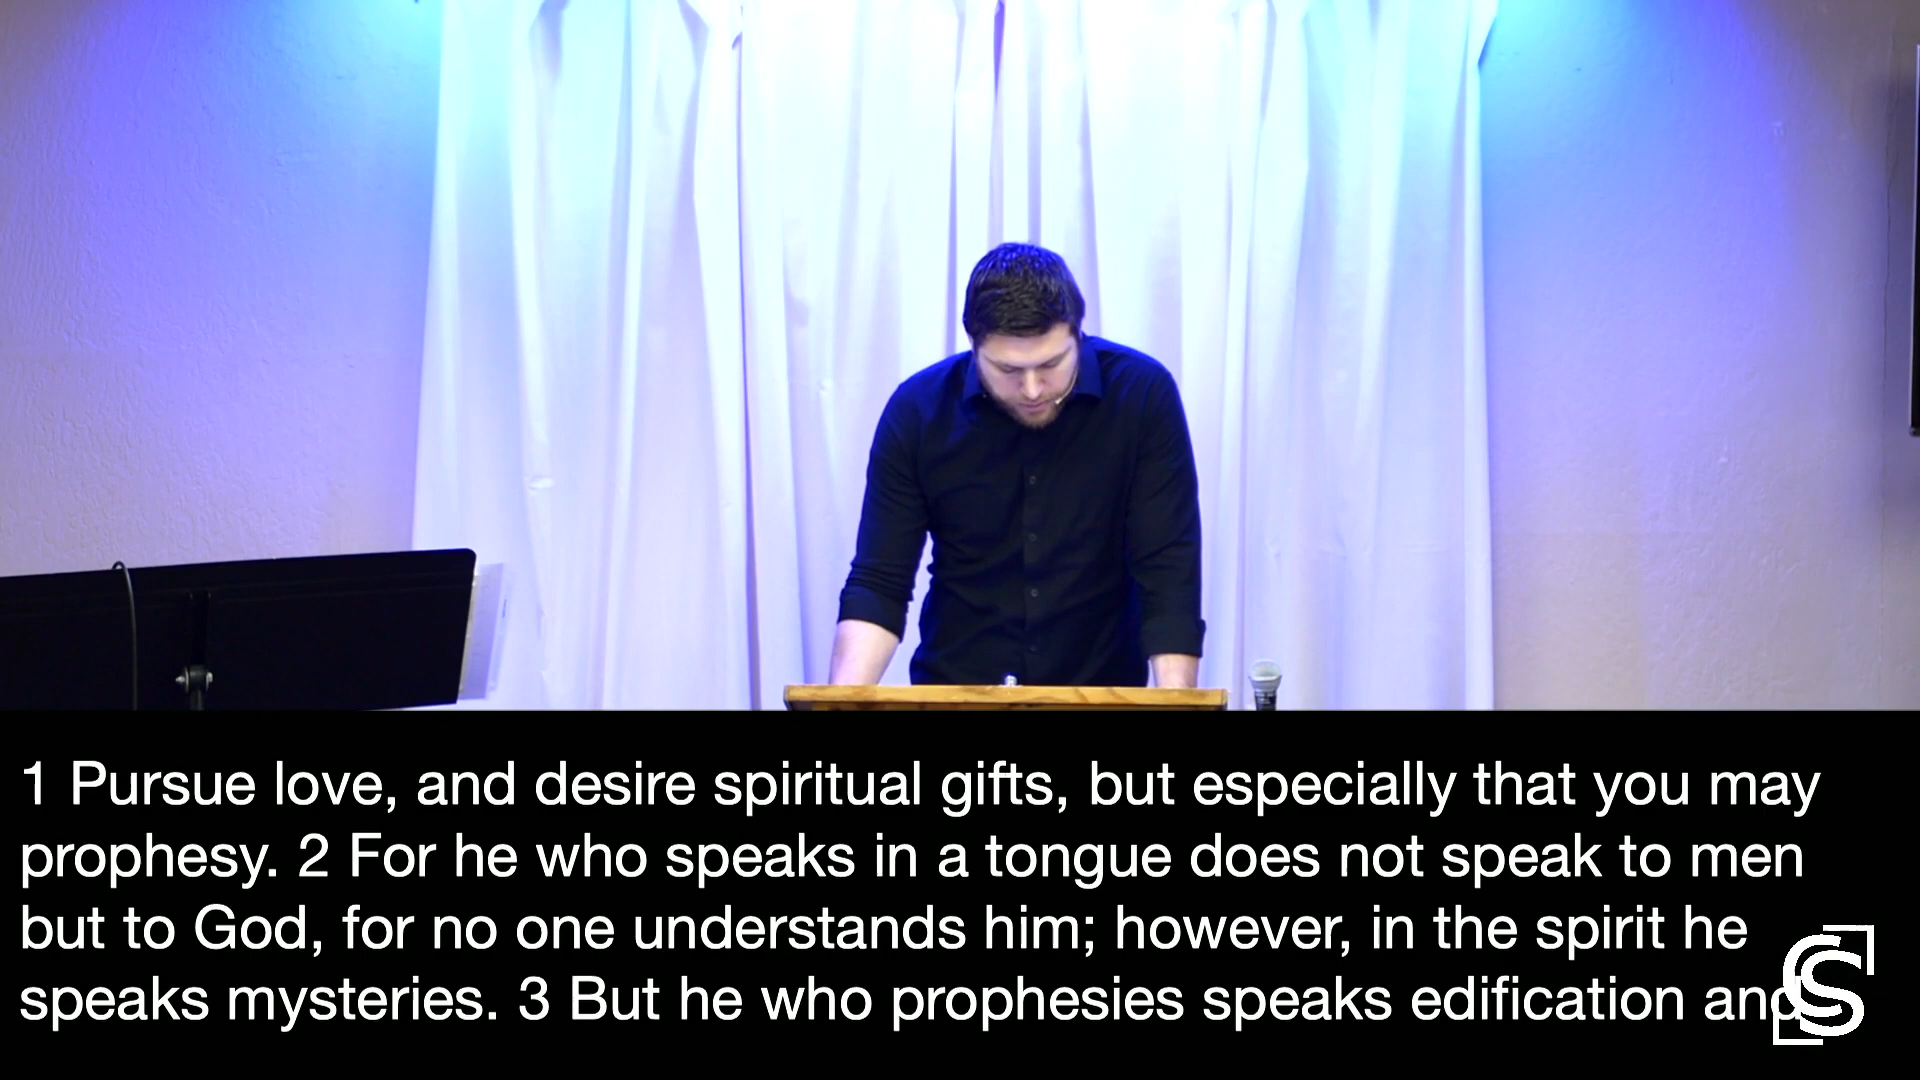 1 Pursue love, and desire spiritual gifts, but especially that you may
prophesy. 2 For he who speaks in a tongue does not speak to men
but to God, for no one understands him; however, in the spirit he
speaks mysteries. 3 But he who prophesies speaks edification and
S